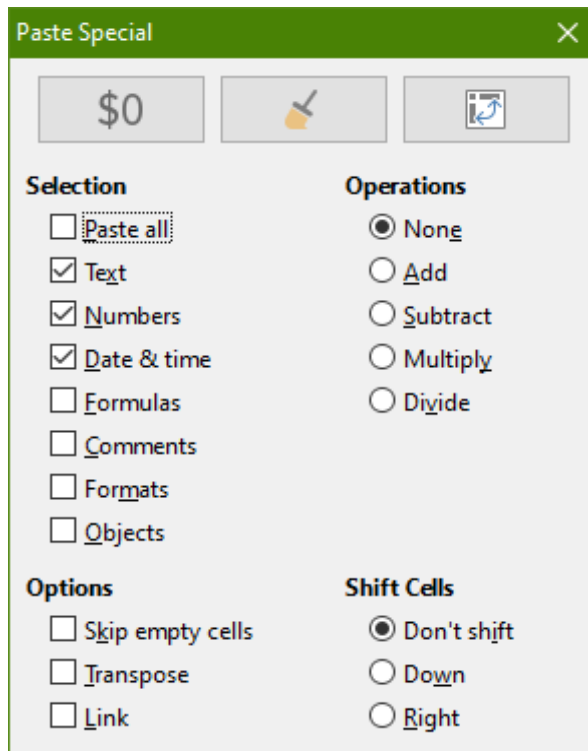 Paste Special
$0
Selection
Paste all
Text
Numbers
Date & time
Formulas
Comments
Formats
Objects
Operations
None
Add
Subtract
Multiply
Divide
Options
Skip empty cells
Transpose
Link
Shift Cells
Don't shift
Down
Right